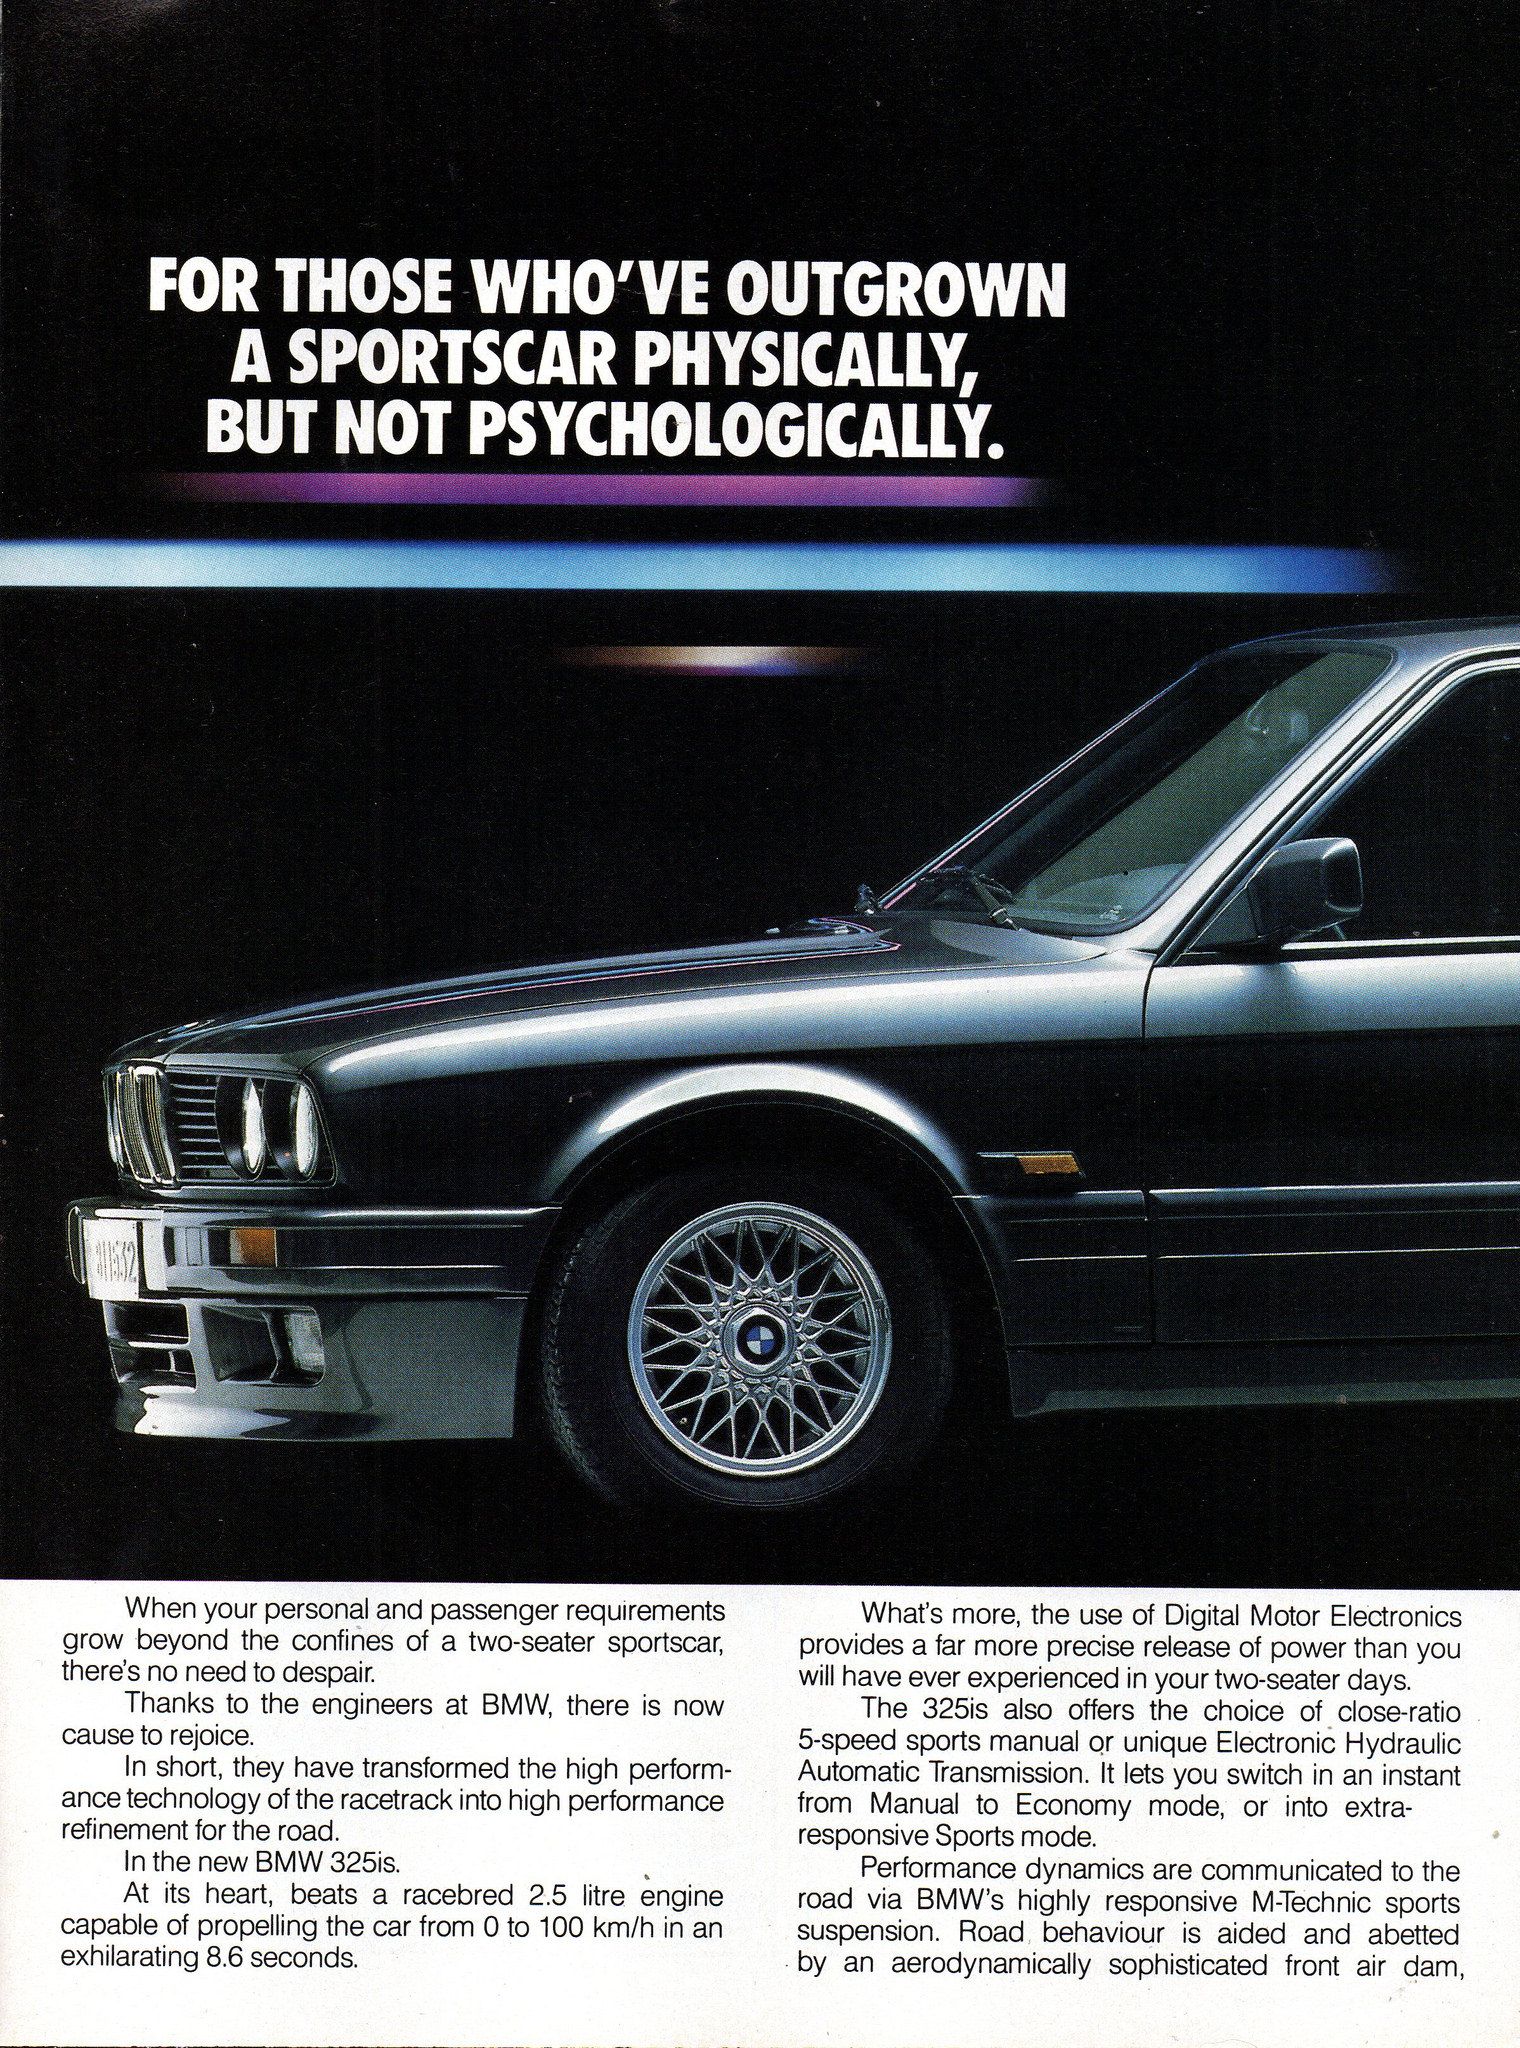 FOR THOSE WHO'VE OUTGROWN
A SPORTSCAR PHYSICALLY,
BUT NOT PSYCHOLOGICALLY.
When your personal and passenger requirements
grow beyond the confines of a two-seater sportscar,
there's no need to despair.
Thanks to the engineers at BMW, there is now
cause to rejoice.
In short, they have transformed the high perform-
ance technology of the racetrack into high performance
refinement for the road.
In the new BMW 325is.
At its heart, beats a racebred 2.5 litre engine
capable of propelling the car from 0 to 100 km/h in an
exhilarating 8.6 seconds.
What's more, the use of Digital Motor Electronics
provides a far more precise release of power than you
will have ever experienced in your two-seater days.
The 325is also offers the choice of close-ratio
5-speed sports manual or unique Electronic Hydraulic
Automatic Transmission. It lets you switch in an instant
from Manual to Economy mode, or into extra-
responsive Sports mode.
Performance dynamics are communicated to the
road via BMW's highly responsive M-Technic sports
suspension. Road behaviour is aided and abetted
by an aerodynamically sophisticated front air dam,